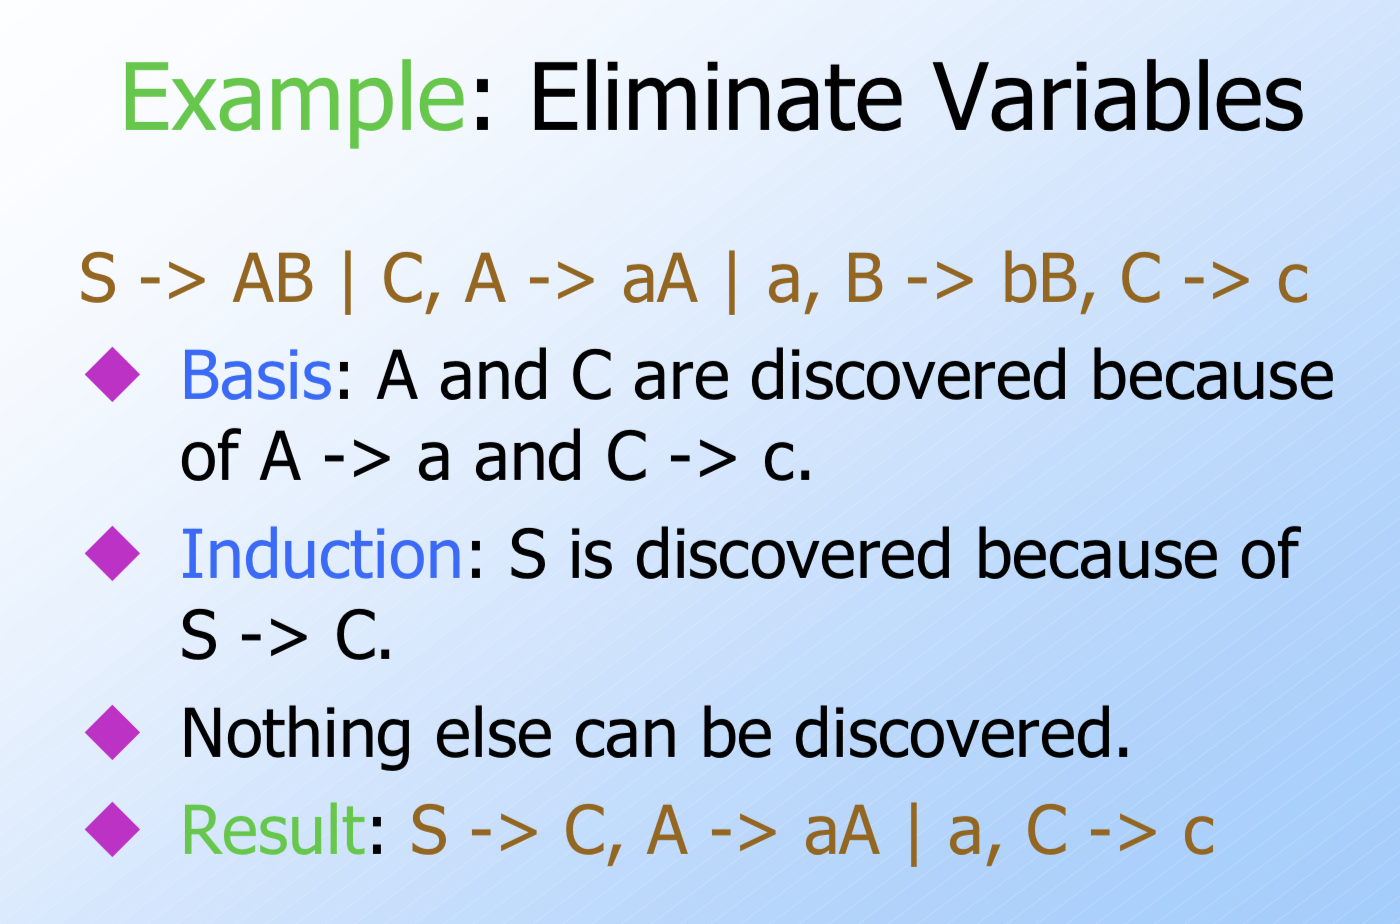 Example: Eliminate Variables
S -> AB | C, A -> aA | a, B -> bB, C -> c
Basis: A and C are discovered because
of A -> a and C -> c.
Induction: S is discovered because of
S -> C.
Nothing else can be discovered.
Result: S -> C, A -> aA | a, C -> c